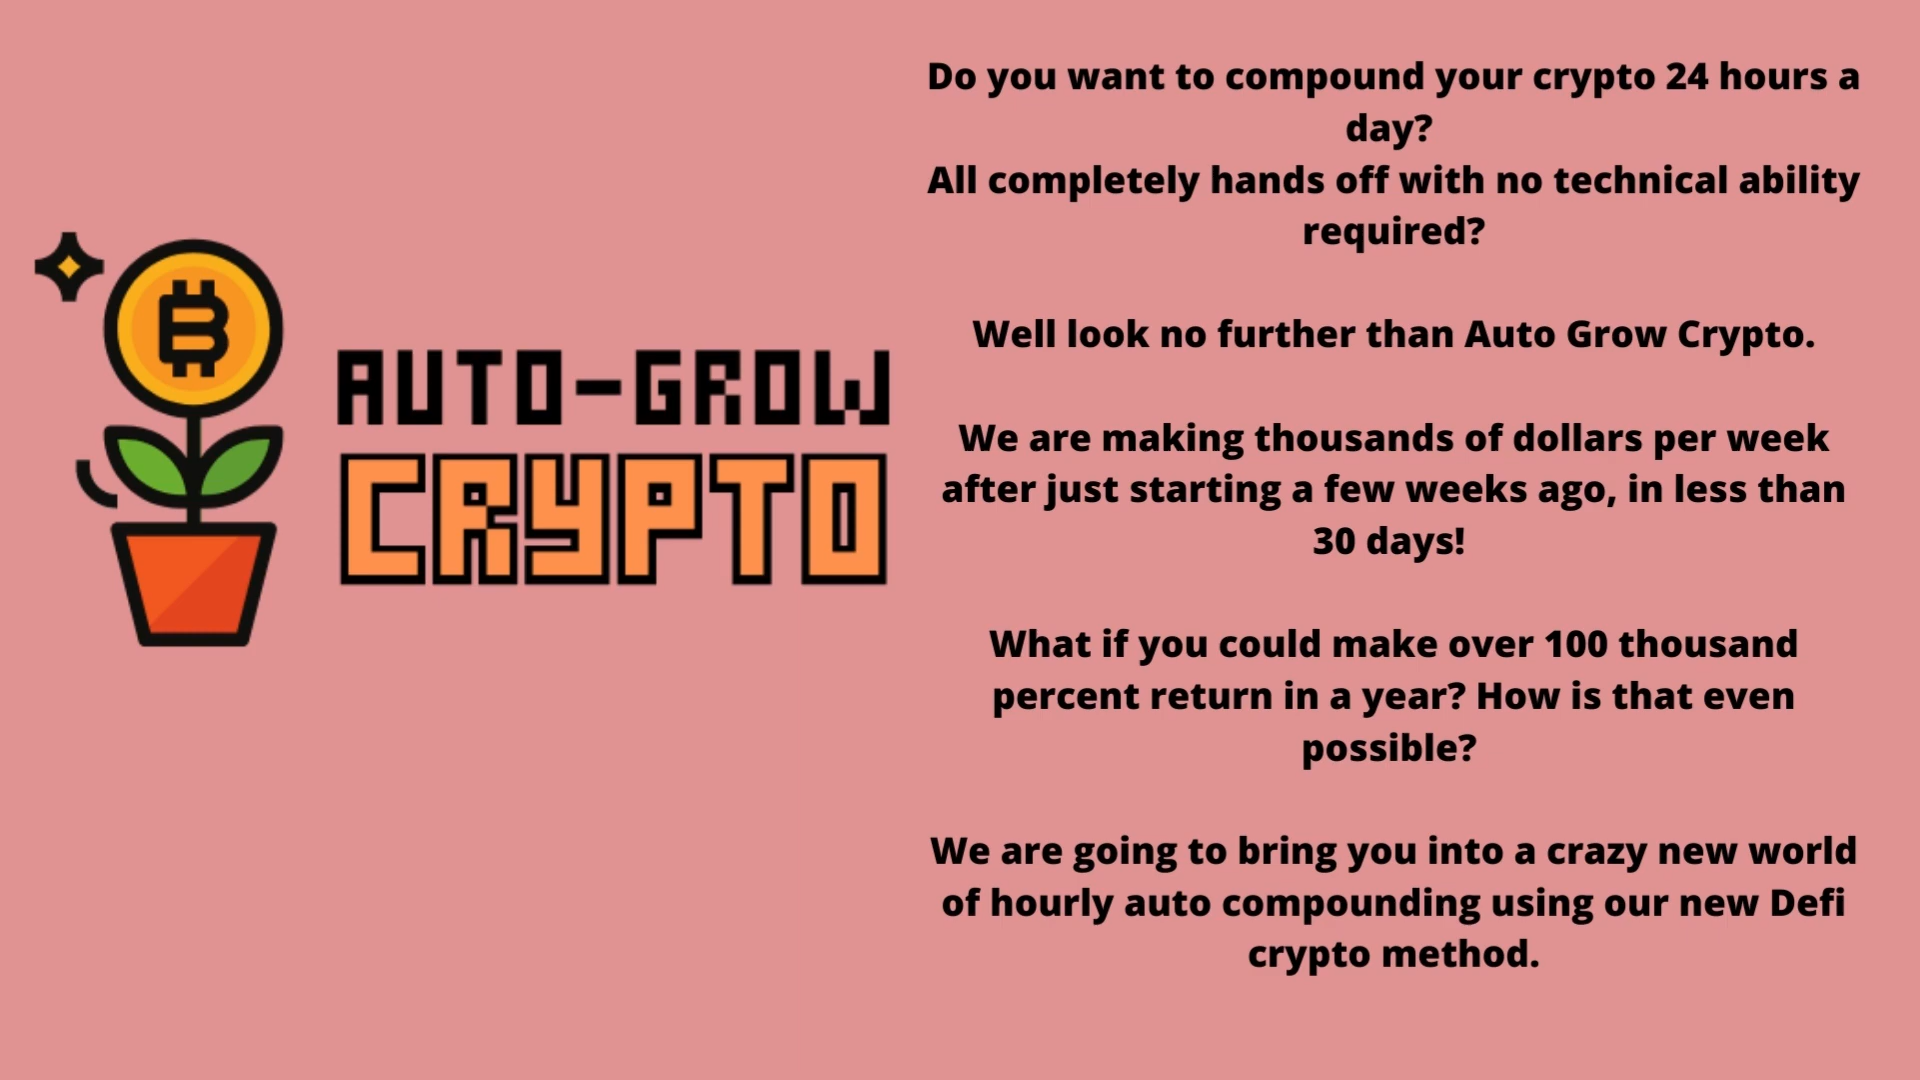 AUTO-GROW
CRYPTO
Do you want to compound your crypto 24 hours a
day?
All completely hands off with no technical ability
required?
Well look no further than Auto Grow Crypto.
We are making thousands of dollars per week
after just starting a few weeks ago, in less than
30 days!
What if you could make over 100 thousand
percent return in a year? How is that even
possible?
We are going to bring you into a crazy new world
of hourly auto compounding using our new Defi
crypto method.